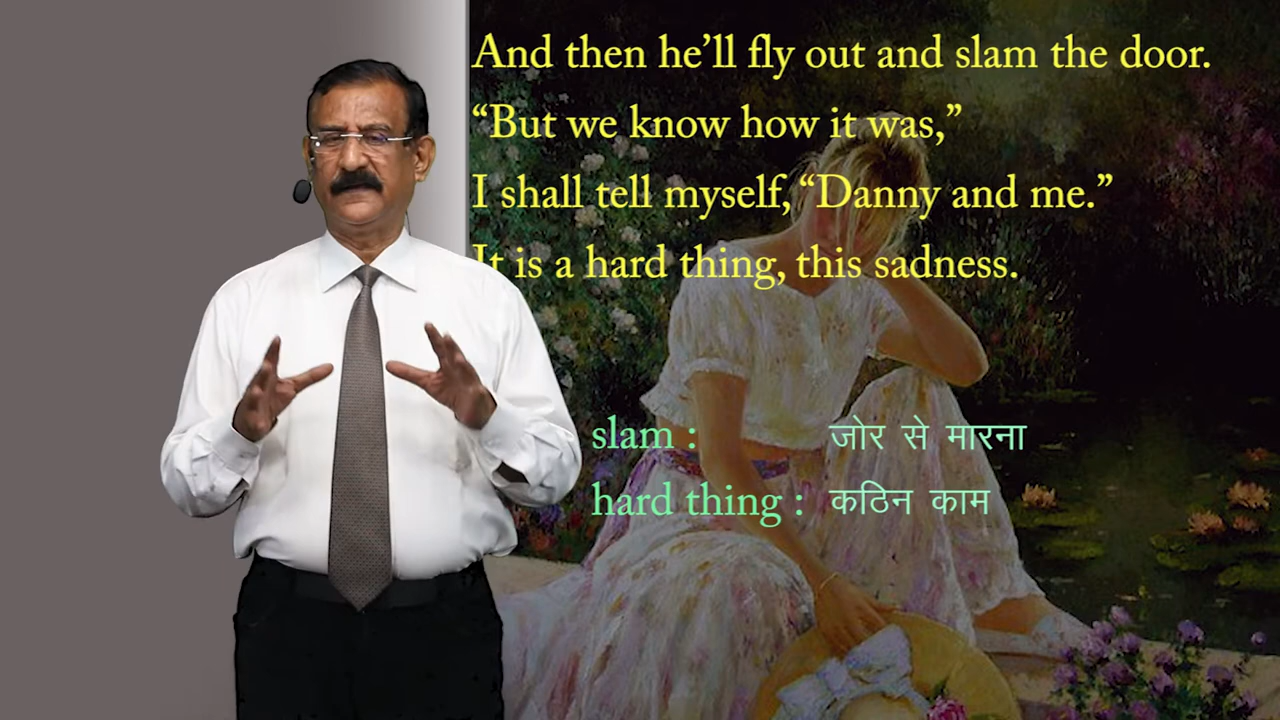 And then he’ll fly out and slam the door.
“But we know how it was,”
I shall tell myself, “Danny and me.”
It is a hard thing, this sadness.
slam : जोर से मारना
hard thing : कठिन काम